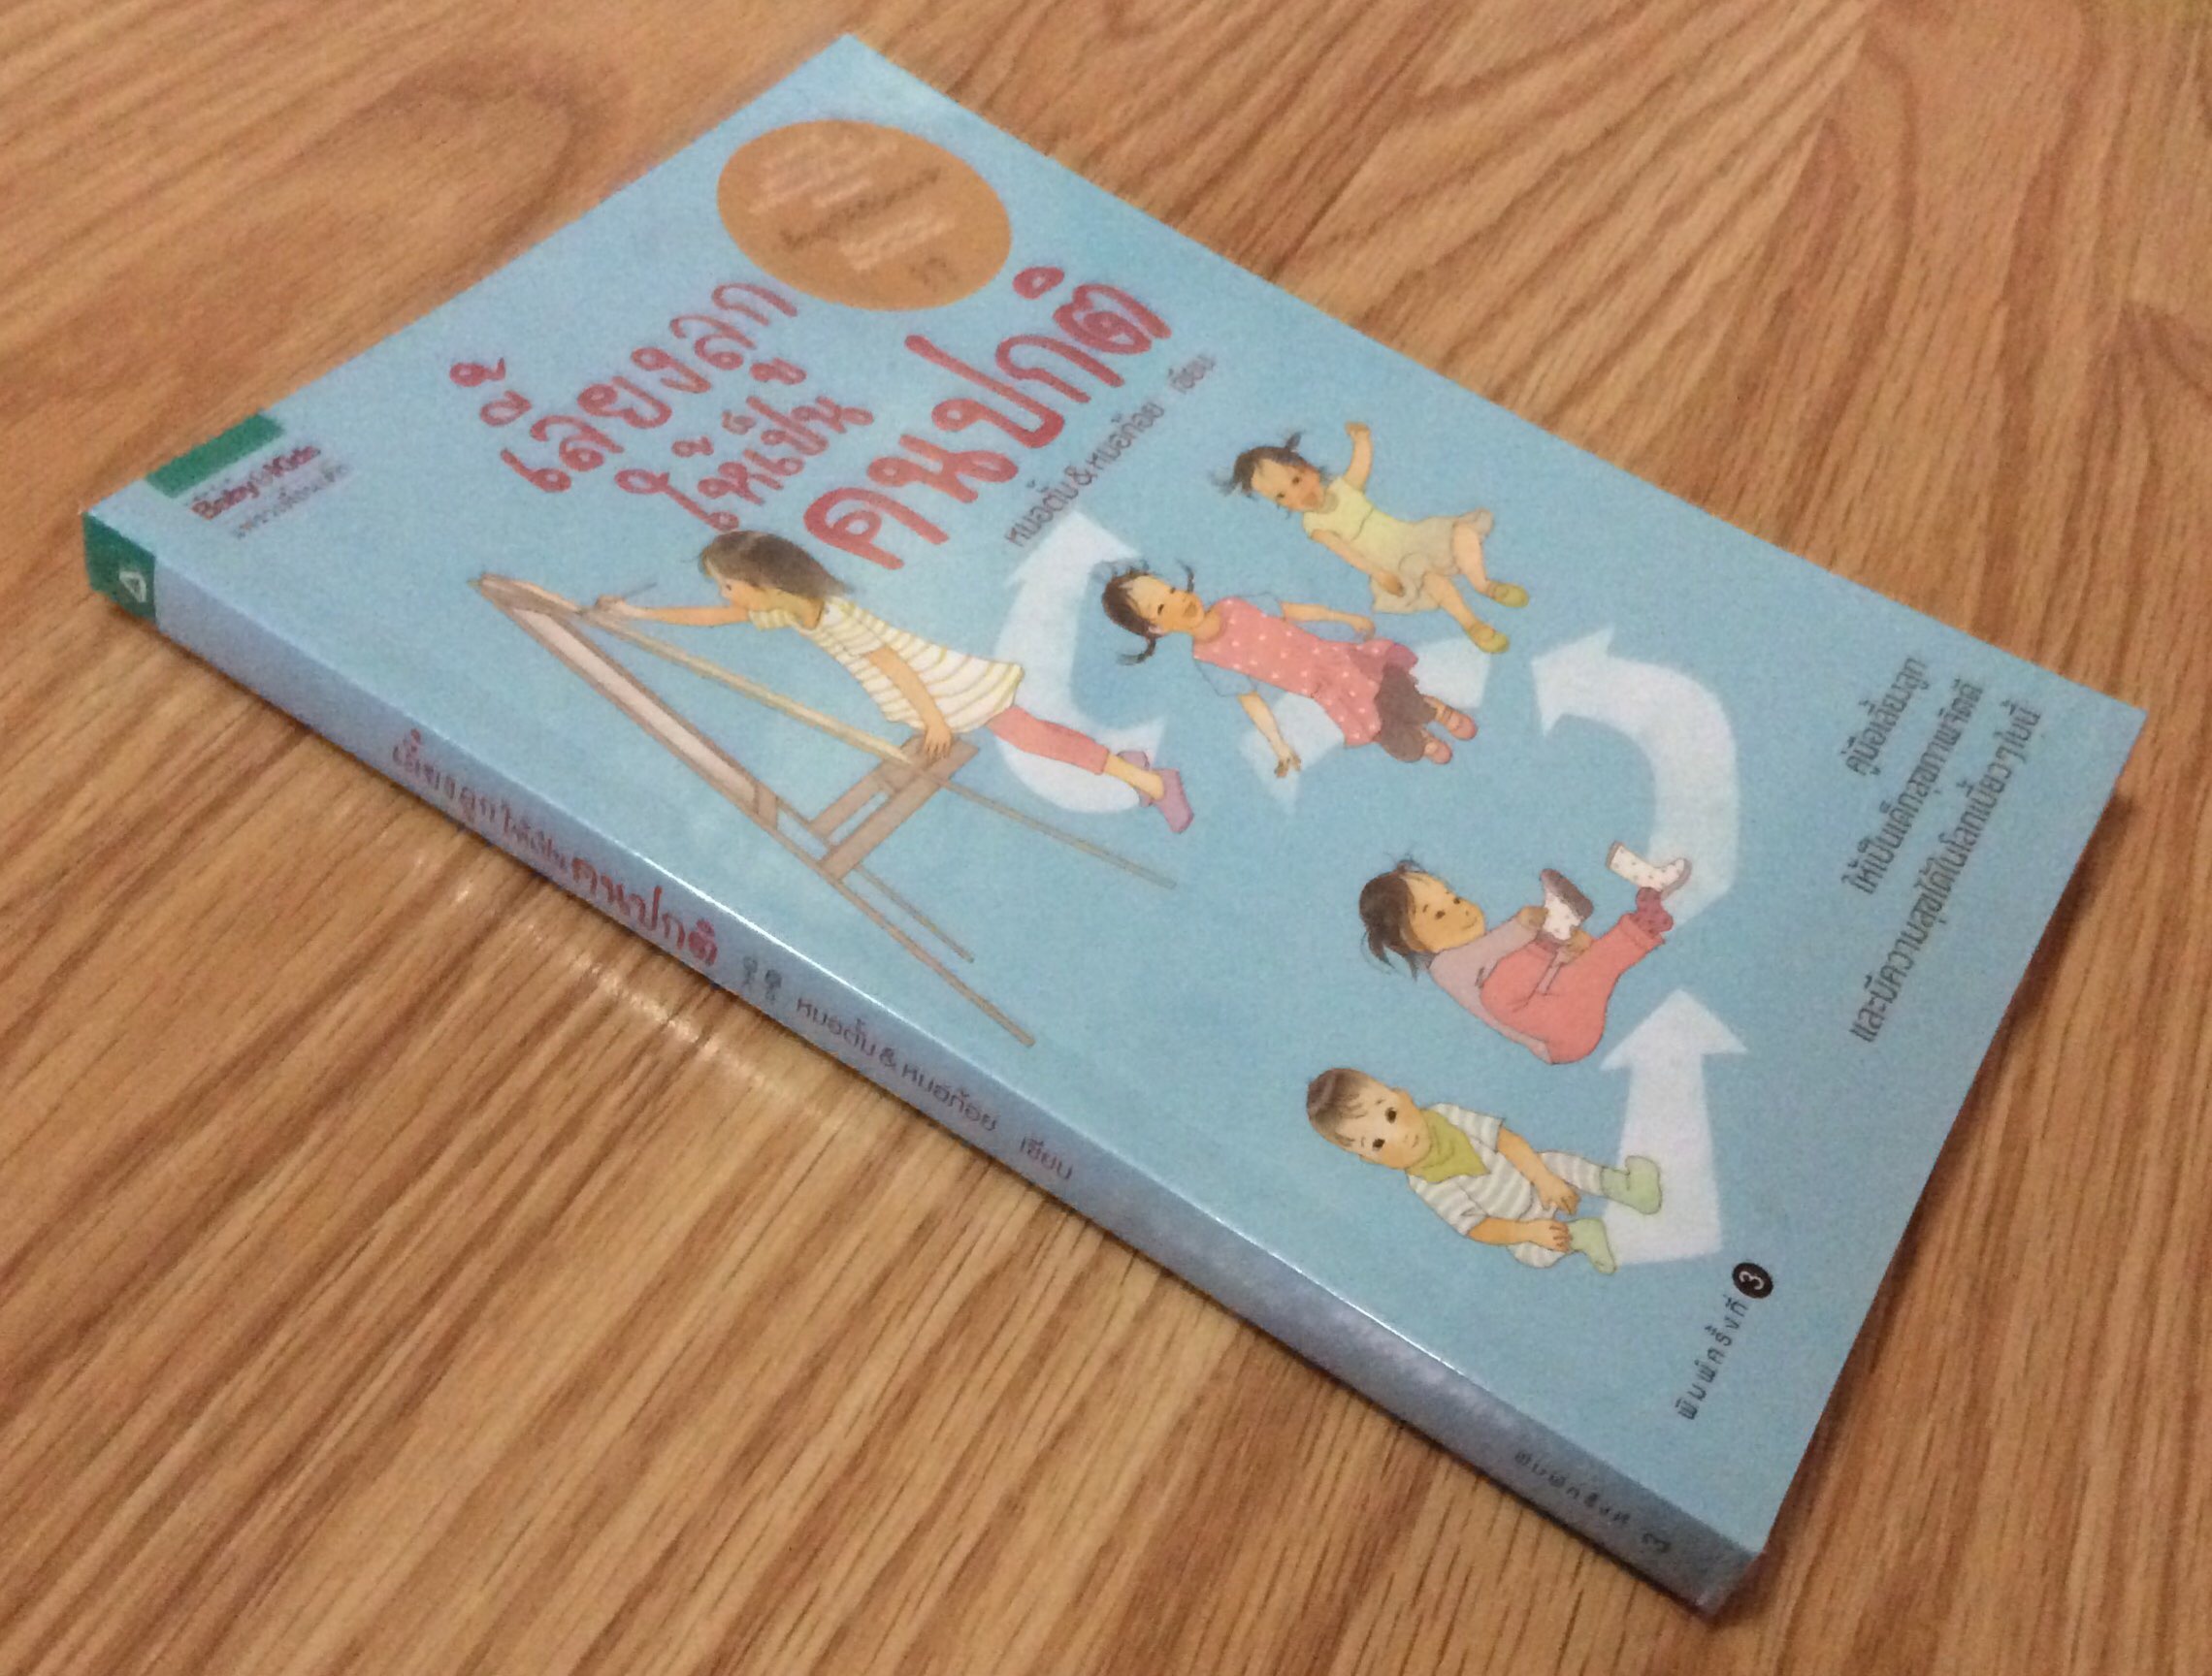 Baby&Kids
เลี้ยงลูก
ให้เป็น
คนปกติ
หมอตั้ม & หมอก้อย เขียน
คู่มือเลี้ยงลูก
ให้เป็นเด็กสุขภาพจิตดี
และมีความสุขได้ในโลกเบี้ยวๆใบนี้
พิมพ์ครั้งที่ 3
เลี้ยงลูกให้เป็นคนปกติ หมอตั้ม & หมอก้อย เขียน
พิมพ์ครั้งที่ 3